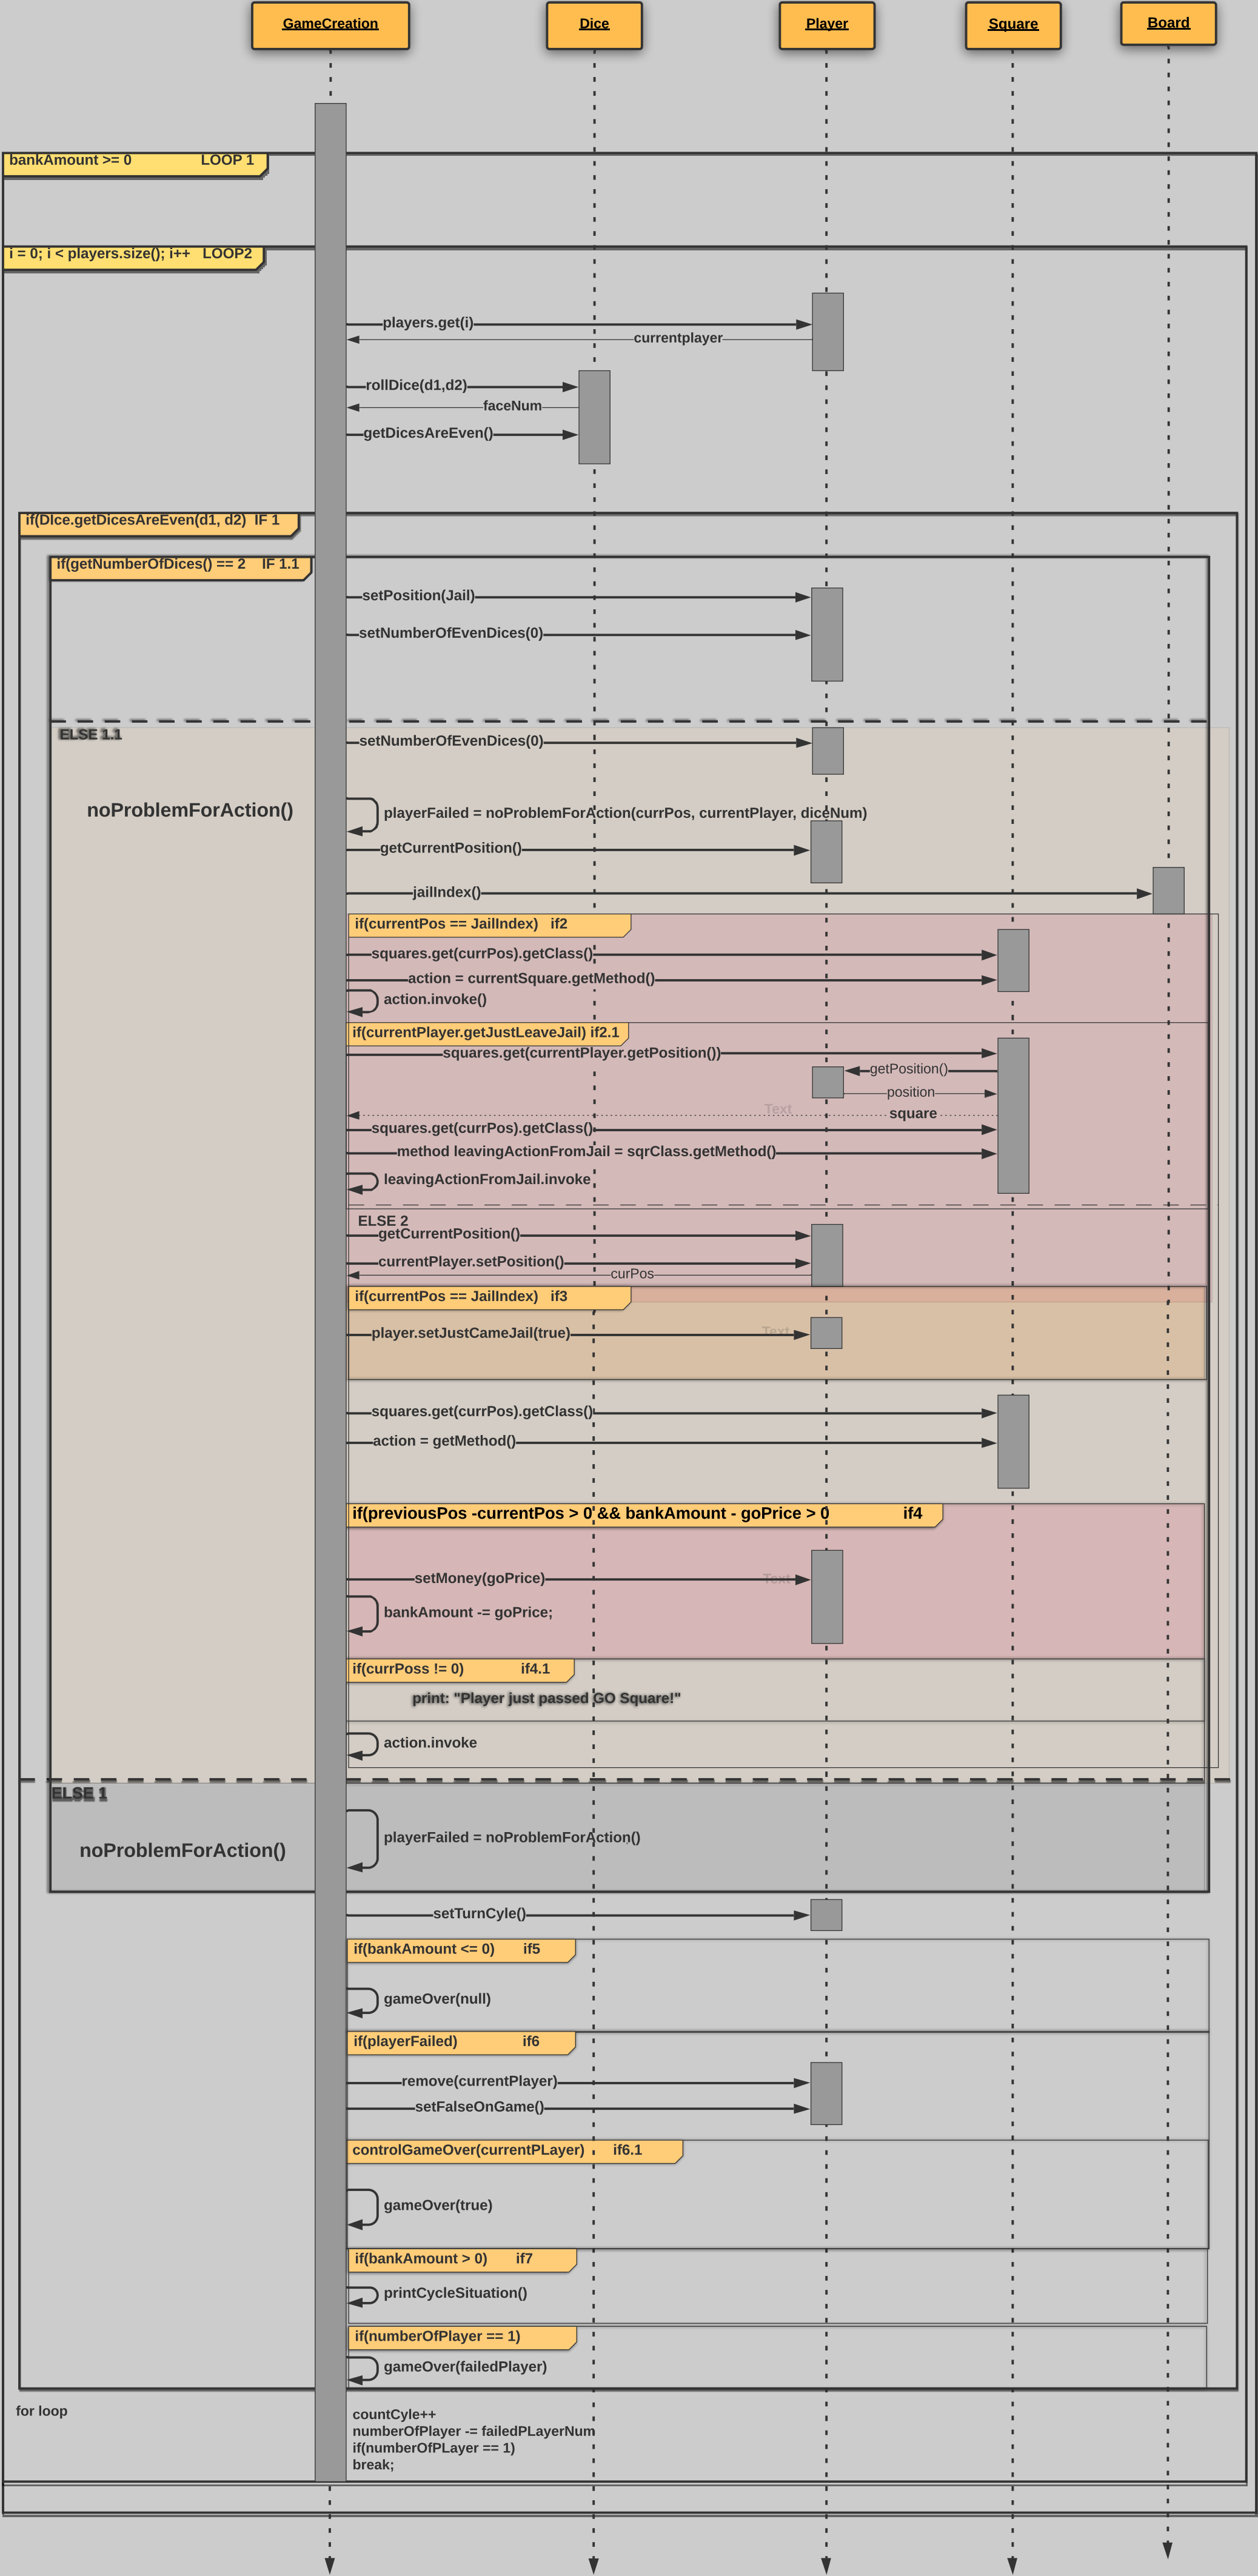 GameCreation
Dice
Player
Square
Board
bankAmount >= 0 LOOP 1
i = 0; i < players.size(); i++ LOOP2
players.get(i)
currentplayer
rollDice(d1,d2)
faceNum
getDicesAreEven()
if(DIce.getDicesAreEven(d1, d2) IF 1
if(getNumberOfDices() == 2 IF 1.1
setPosition(Jail)
setNumberOfEvenDices(0)
ELSE 1.1
setNumberOfEvenDices(0)
noProblemForAction()
playerFailed = noProblemForAction(currPos, currentPlayer, diceNum)
getCurrentPosition()
jailIndex()
if(currentPos == JailIndex) if2
squares.get(currPos).getClass()
action = currentSquare.getMethod()
action.invoke()
if(currentPlayer.getJustLeaveJail) if2.1
squares.get(currentPlayer.getPosition())
getPosition()
position
Text
square
squares.get(currPos).getClass()
method leavingActionFromJail = sqrClass.getMethod()
leavingActionFromJail.invoke
ELSE 2
getCurrentPosition()
currentPlayer.setPosition()
curPos
if(currentPos == JailIndex) if3
player.setJustCameJail(true)
Text
squares.get(currPos).getClass()
action = getMethod()
if(previousPos -currentPos > 0 && bankAmount - goPrice > 0 if4
setMoney(goPrice)
Text
bankAmount -= goPrice;
if(currPoss != 0) if4.1
print: "Player just passed GO Square!"
action.invoke
ELSE 1
playerFailed = noProblemForAction()
noProblemForAction()
setTurnCyle()
if(bankAmount <= 0) if5
gameOver(null)
if(playerFailed) if6
remove(currentPlayer)
setFalseOnGame()
controlGameOver(currentPLayer) if6.1
gameOver(true)
if(bankAmount > 0) if7
printCycleSituation()
if(numberOfPlayer == 1)
gameOver(failedPlayer)
for loop
countCyle++
numberOfPlayer -= failedPLayerNum
if(numberOfPLayer == 1)
break;